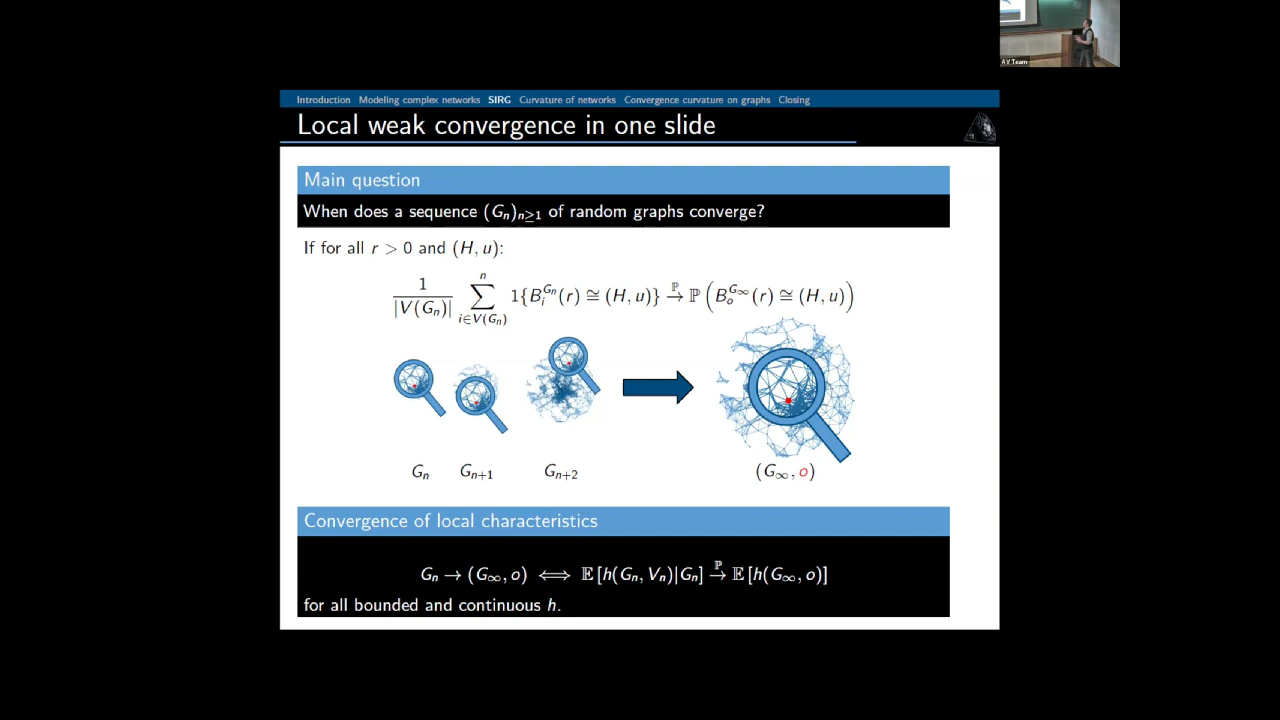 AV Team
Introduction Modeling complex networks SIRG Curvature of networks Convergence curvature on graphs Closing
Local weak convergence in one slide
Main question
When does a sequence (Gₙ)ₙ≥₁ of random graphs converge?
If for all r > 0 and (H, u):
1/|V(Gₙ)| ∑_{i∈V(Gₙ)}^{n} 1{B_i^{Gₙ}(r) ≅ (H, u)} →^ℙ ℙ(B_o^{G∞}(r) ≅ (H, u))
Gₙ Gₙ₊₁ Gₙ₊₂ (G∞, o)
Convergence of local characteristics
Gₙ → (G∞, o) ⟺ 𝔼[h(Gₙ, Vₙ)|Gₙ] →^ℙ 𝔼[h(G∞, o)]
for all bounded and continuous h.